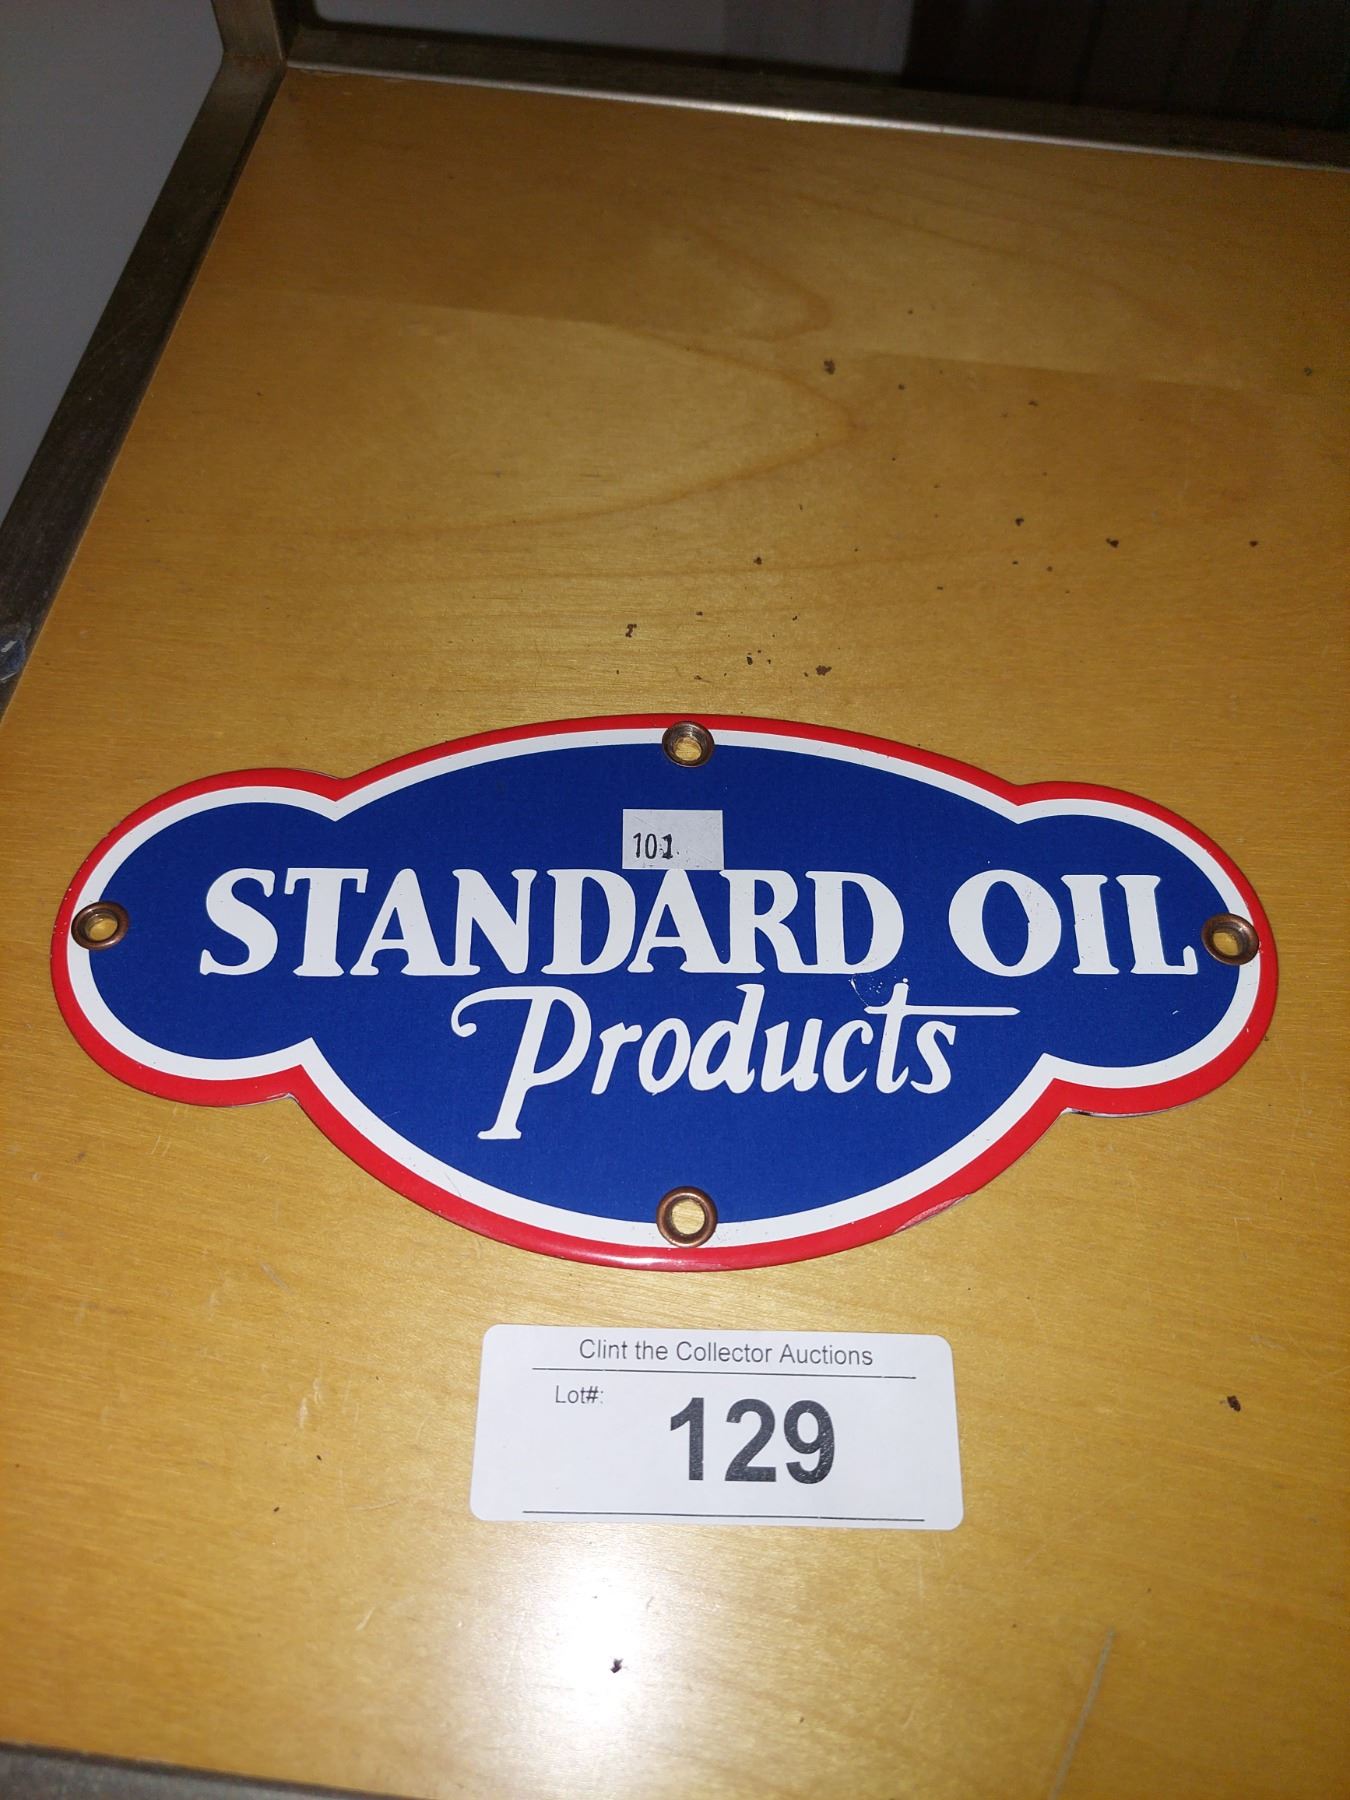 101
STANDARD OIL
Products
Clint the Collector Auctions
Lot#:
129